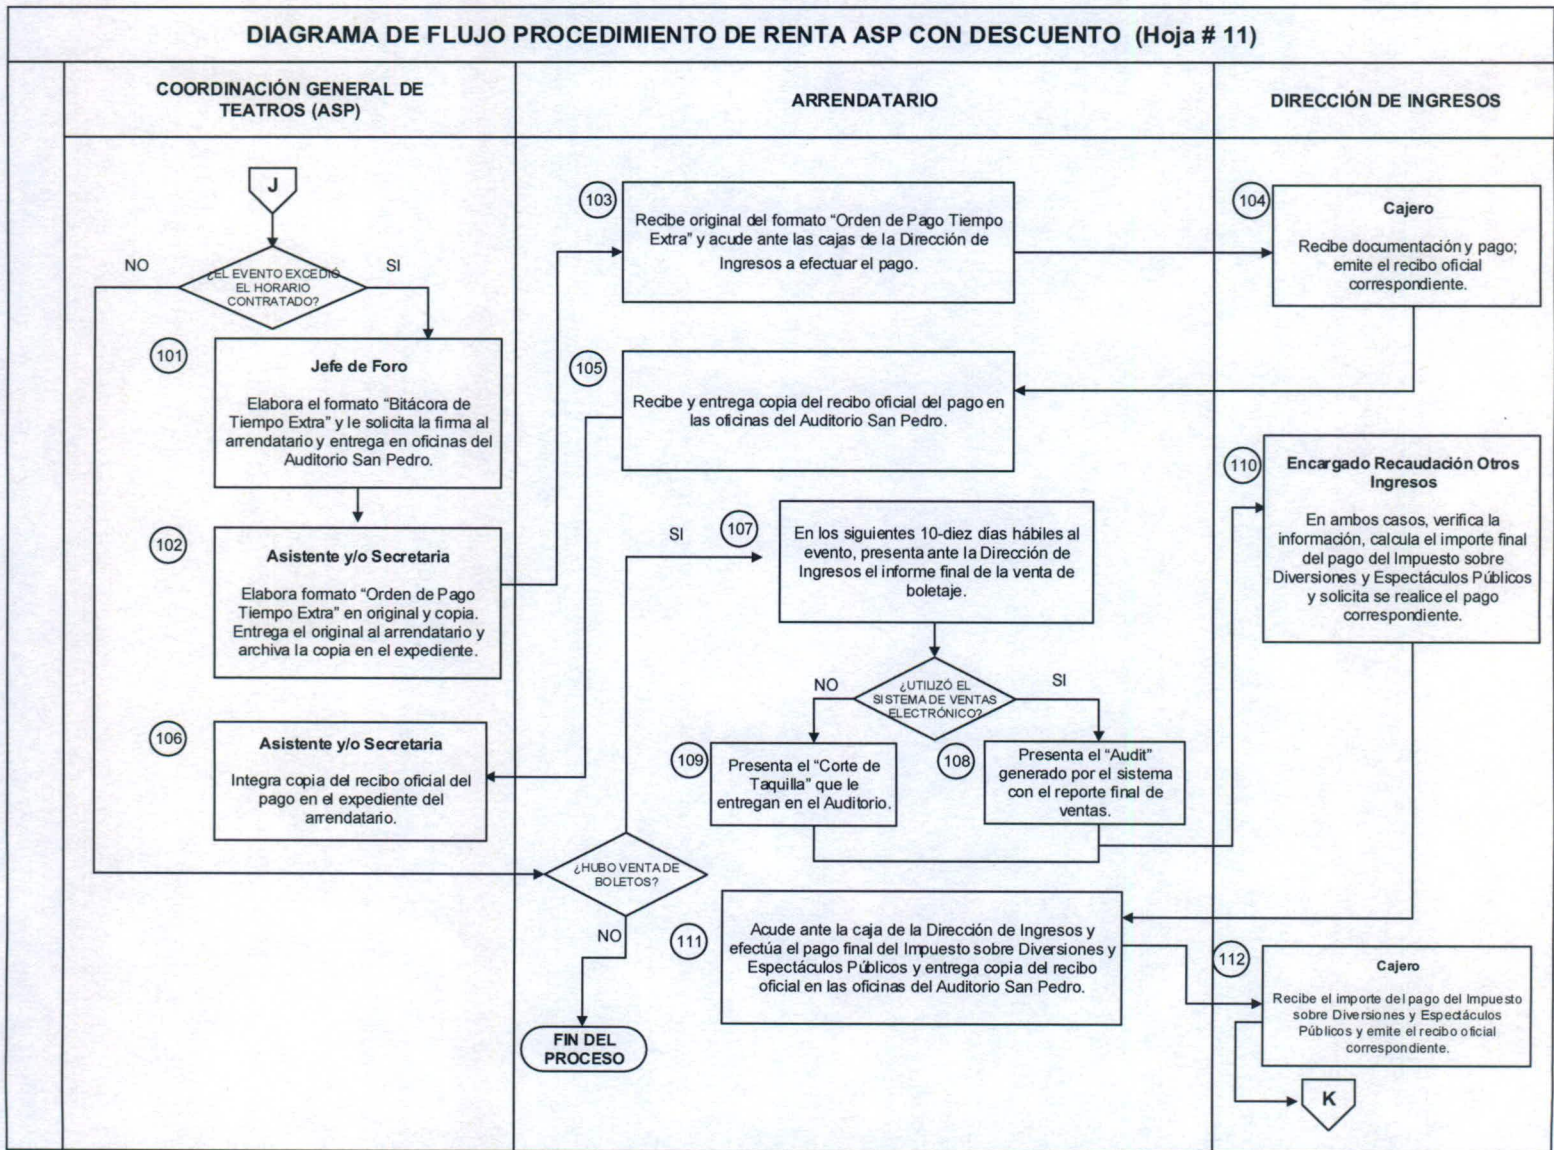 DIAGRAMA DE FLUJO PROCEDIMIENTO DE RENTA ASP CON DESCUENTO (Hoja # 11)
COORDINACIÓN GENERAL DE
TEATROS (ASP)
ARRENDATARIO
DIRECCIÓN DE INGRESOS
J
¿EL EVENTO EXCEDIÓ
EL HORARIO
CONTRATADO?
NO
SI
101
Jefe de Foro
Elabora el formato “Bitácora de
Tiempo Extra” y le solicita la firma al
arrendatario y entrega en oficinas del
Auditorio San Pedro.
102
Asistente y/o Secretaria
Elabora formato “Orden de Pago
Tiempo Extra” en original y copia.
Entrega el original al arrendatario y
archiva la copia en el expediente.
103
Recibe original del formato “Orden de Pago Tiempo
Extra” y acude ante las cajas de la Dirección de
Ingresos a efectuar el pago.
104
Cajero
Recibe documentación y pago;
emite el recibo oficial
correspondiente.
105
Recibe y entrega copia del recibo oficial del pago en
las oficinas del Auditorio San Pedro.
106
Asistente y/o Secretaria
Integra copia del recibo oficial del
pago en el expediente del
arrendatario.
¿HUBO VENTA DE
BOLETOS?
SI
NO
FIN DEL
PROCESO
107
En los siguientes 10-diez días hábiles al
evento, presenta ante la Dirección de
Ingresos el informe final de la venta de
boletaje.
¿UTILIZÓ EL
SISTEMA DE VENTAS
ELECTRÓNICO?
NO
SI
109
Presenta el “Corte de
Taquilla” que le
entregan en el Auditorio.
108
Presenta el “Audit”
generado por el sistema
con el reporte final de
ventas.
110
Encargado Recaudación Otros
Ingresos
En ambos casos, verifica la
información, calcula el importe final
del pago del Impuesto sobre
Diversiones y Espectáculos Públicos
y solicita se realice el pago
correspondiente.
111
Acude ante la caja de la Dirección de Ingresos y
efectúa el pago final del Impuesto sobre Diversiones y
Espectáculos Públicos y entrega copia del recibo
oficial en las oficinas del Auditorio San Pedro.
112
Cajero
Recibe el importe del pago del Impuesto
sobre Diversiones y Espectáculos
Públicos y emite el recibo oficial
correspondiente.
K